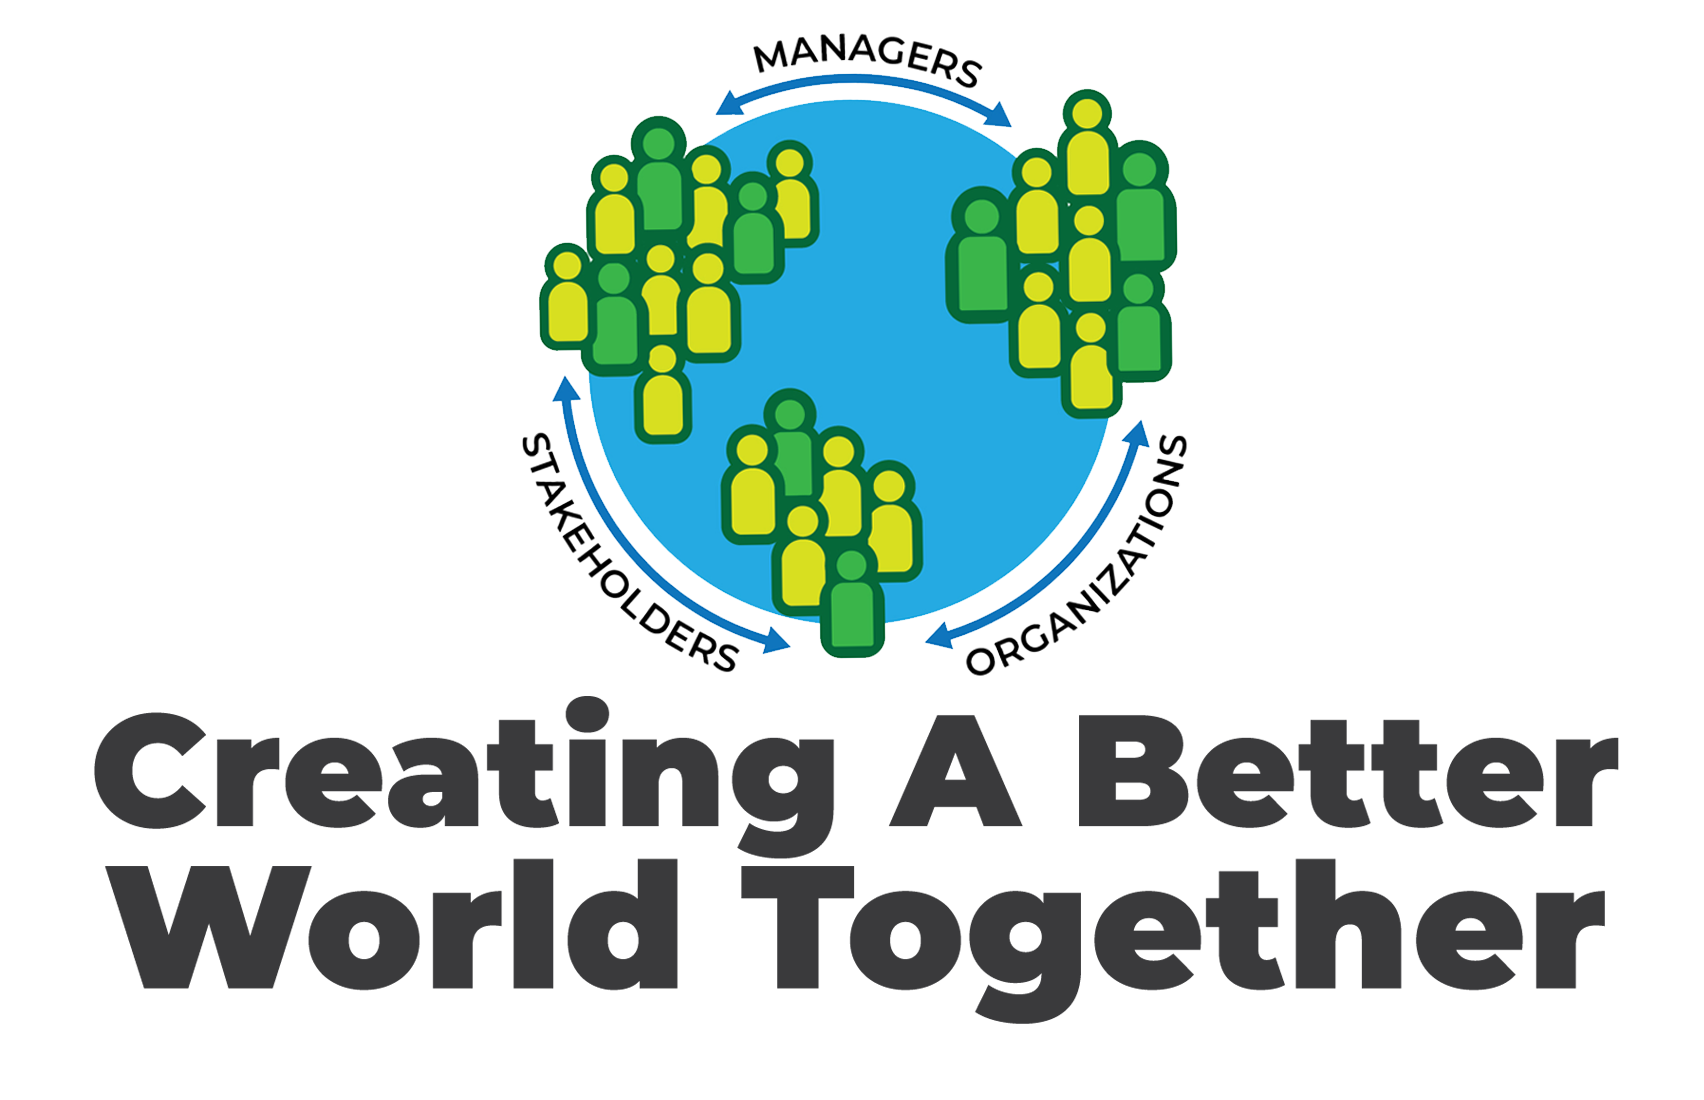 MANAGERS
STAKEHOLDERS
ORGANIZATIONS
Creating A Better
World Together